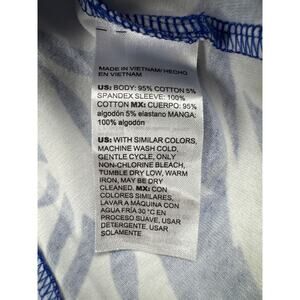 MADE IN VIETNAM/ HECHO
EN VIETNAM
US: BODY: 95% COTTON 5%
SPANDEX SLEEVE: 100%
COTTON MX: CUERPO: 95%
algodón 5% elastano MANGA:
100% algodón
US: WITH SIMILAR COLORS,
MACHINE WASH COLD,
GENTLE CYCLE, ONLY
NON-CHLORINE BLEACH,
TUMBLE DRY LOW, WARM
IRON, MAY BE DRY
CLEANED. MX: CON
COLORES SIMILARES,
LAVAR A MÁQUINA CON
AGUA FRÍA 30 °C EN
PROCESO SUAVE, USAR
DETERGENTE. USAR
SOLAMENTE